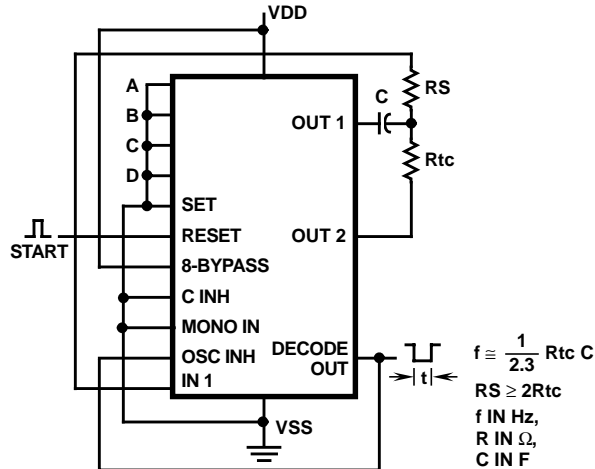 VDD
A
B
C
D
SET
RESET
8-BYPASS
C INH
MONO IN
OSC INH
IN 1
START
OUT 1
OUT 2
DECODE
OUT
C
RS
Rtc
VSS
t
f ≅ 1/2.3 Rtc C
RS ≥ 2Rtc
f IN Hz,
R IN Ω,
C IN F